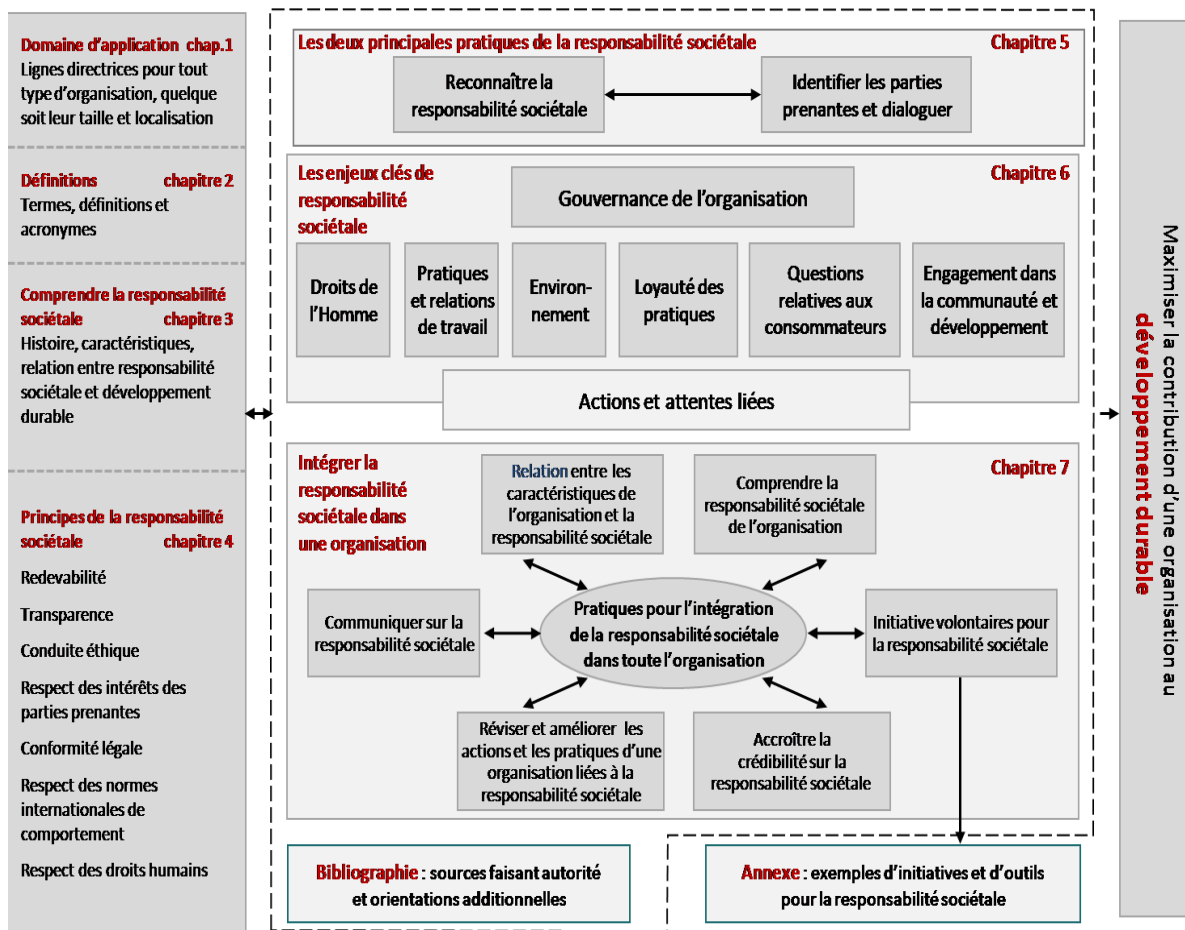 Domaine d'application chap.1
Lignes directrices pour tout
type d'organisation, quelque
soit leur taille et localisation
Définitions chapitre 2
Termes, définitions et
acronymes
Comprendre la responsabilité
sociétale chapitre 3
Histoire, caractéristiques,
relation entre responsabilité
sociétale et développement
durable
Principes de la responsabilité
sociétale chapitre 4
Redevabilité
Transparence
Conduite éthique
Respect des intérêts des
parties prenantes
Conformité légale
Respect des normes
internationales de
comportement
Respect des droits humains
Les deux principales pratiques de la responsabilité sociétale Chapitre 5
Reconnaître la
responsabilité sociétale
Identifier les parties
prenantes et dialoguer
Les enjeux clés de
responsabilité
sociétale
Chapitre 6
Gouvernance de l'organisation
Droits de
l'Homme
Pratiques
et relations
de travail
Environ-
nement
Loyauté des
pratiques
Questions
relatives aux
consommateurs
Engagement dans
la communauté et
développement
Actions et attentes liées
Intégrer la
responsabilité
sociétale dans
une organisation
Chapitre 7
Relation entre les
caractéristiques de
l'organisation et la
responsabilité sociétale
Comprendre la
responsabilité sociétale
de l'organisation
Communiquer sur la
responsabilité sociétale
Pratiques pour l'intégration
de la responsabilité sociétale
dans toute l'organisation
Initiative volontaires pour
la responsabilité sociétale
Réviser et améliorer les
actions et les pratiques d'une
organisation liées à la
responsabilité sociétale
Accroître la
crédibilité sur la
responsabilité sociétale
Bibliographie : sources faisant autorité
et orientations additionnelles
Annexe : exemples d'initiatives et d'outils
pour la responsabilité sociétale
Maximiser la contribution d'une organisation au
développement durable